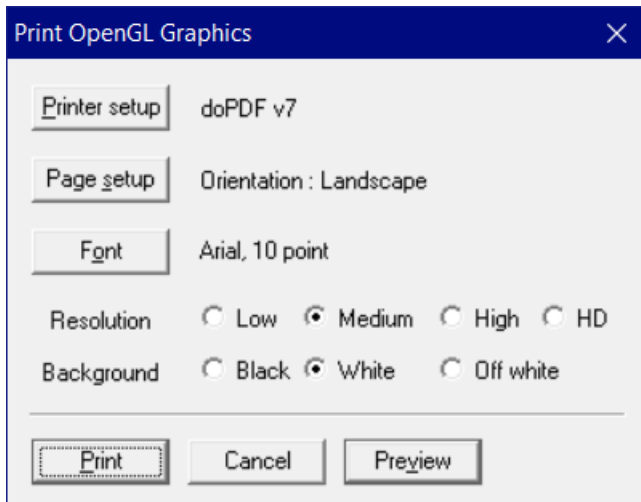 Print OpenGL Graphics
Printer setup doPDF v7
Page setup Orientation : Landscape
Font Arial, 10 point
Resolution Low Medium High HD
Background Black White Off white
Print Cancel Preview